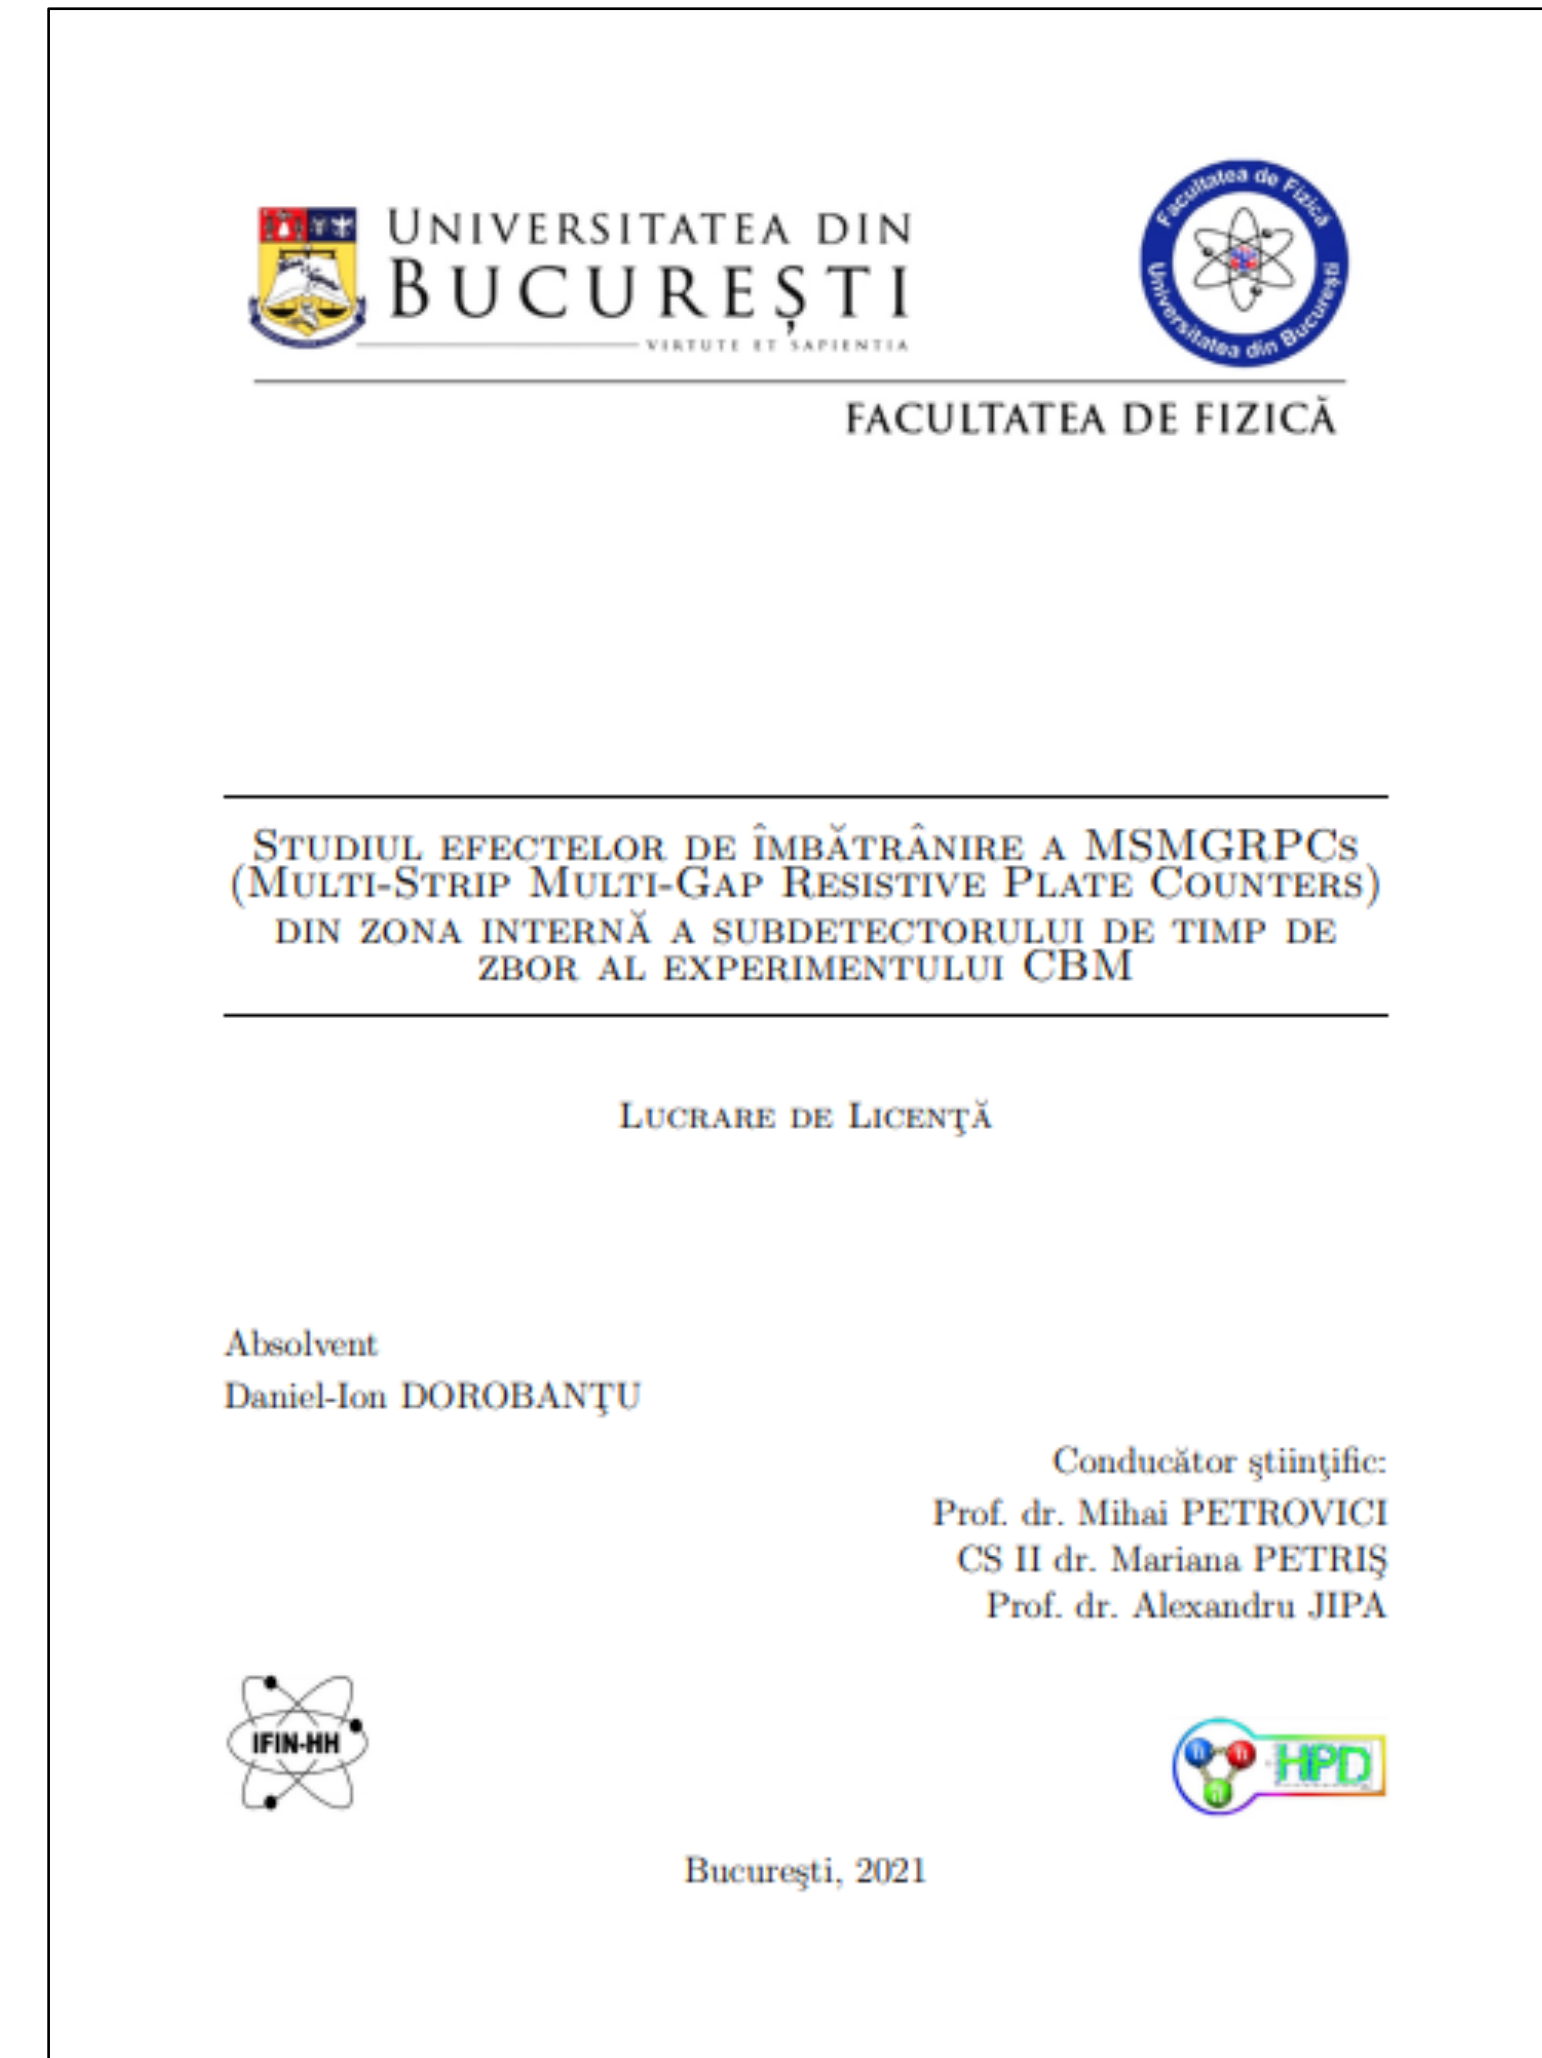 UNIVERSITATEA DIN
BUCUREȘTI
VIRTUTE ET SAPIENTIA
Facultatea de Fizică
Universitatea din București
FACULTATEA DE FIZICĂ
STUDIUL EFECTELOR DE ÎMBĂTRÂNIRE A MSMGRPCS
(MULTI-STRIP MULTI-GAP RESISTIVE PLATE COUNTERS)
DIN ZONA INTERNĂ A SUBDETECTORULUI DE TIMP DE
ZBOR AL EXPERIMENTULUI CBM
LUCRARE DE LICENŢĂ
Absolvent
Daniel-Ion DOROBANŢU
Conducător ştiinţific:
Prof. dr. Mihai PETROVICI
CS II dr. Mariana PETRIŞ
Prof. dr. Alexandru JIPA
IFIN-HH
HPD
Bucureşti, 2021